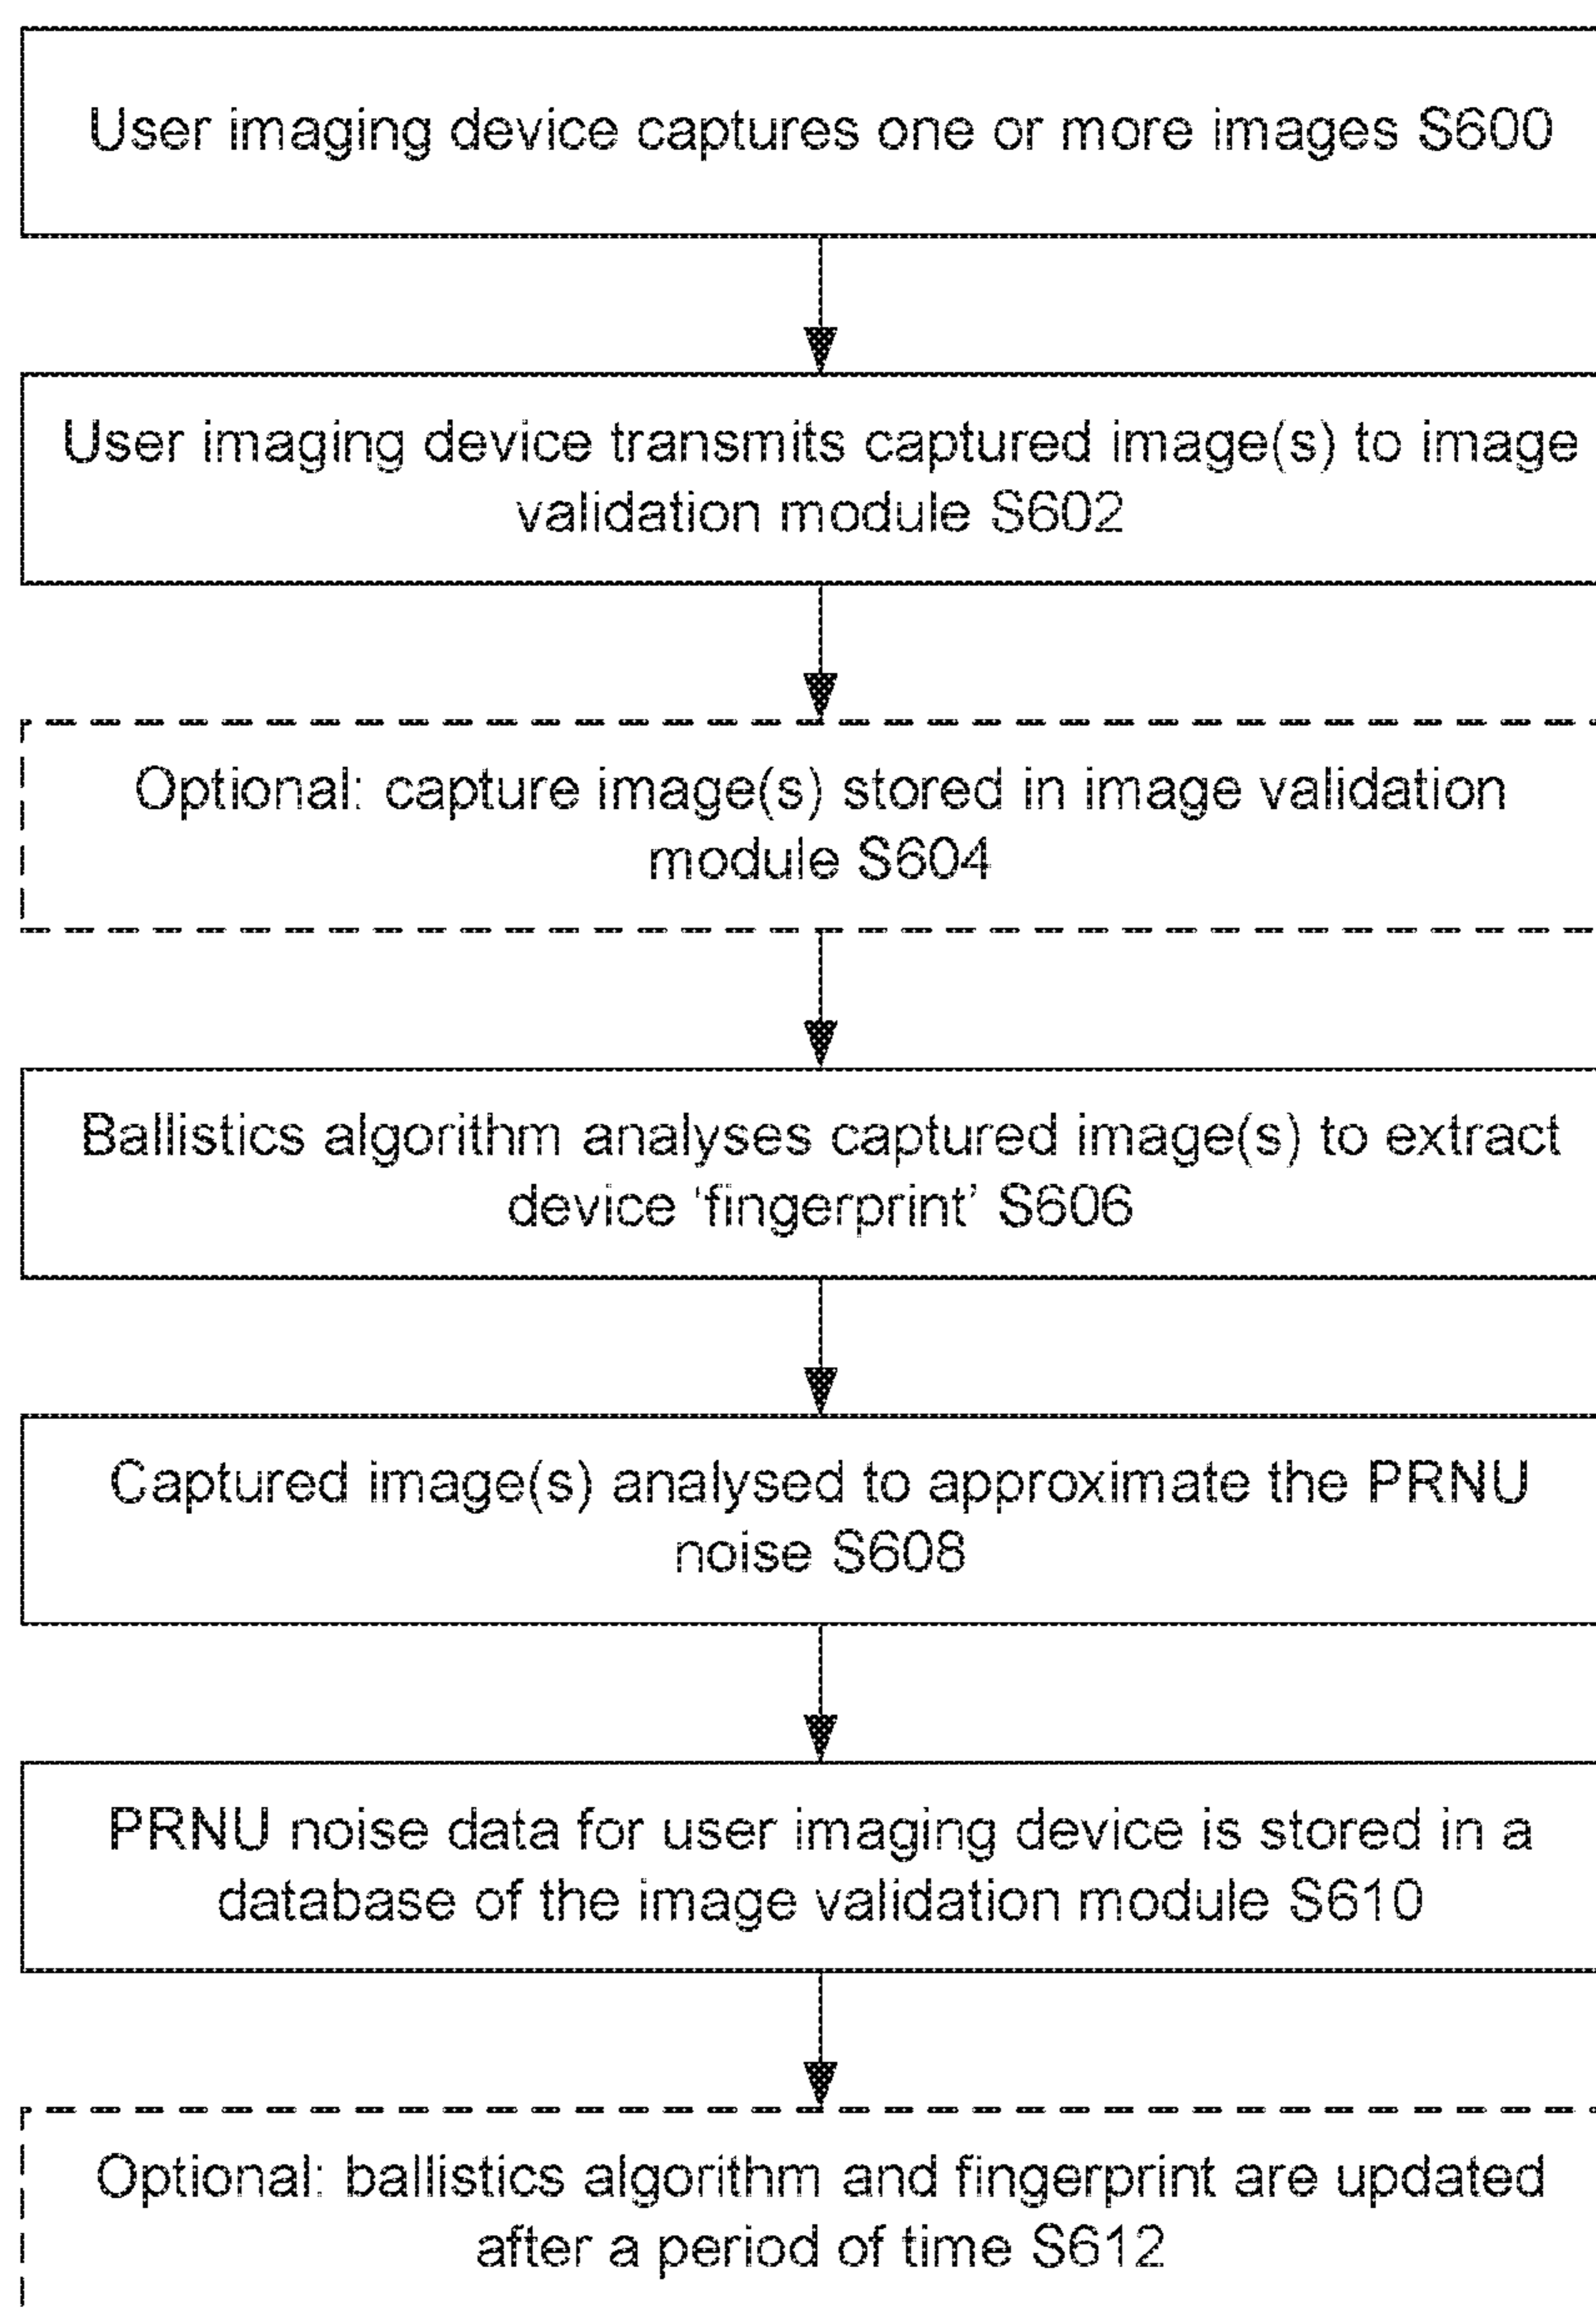 User imaging device captures one or more images S600
User imaging device transmits captured image(s) to image
validation module S602
Optional: capture image(s) stored in image validation
module S604
Ballistics algorithm analyses captured image(s) to extract
device ‘fingerprint’ S606
Captured image(s) analysed to approximate the PRNU
noise S608
PRNU noise data for user imaging device is stored in a
database of the image validation module S610
Optional: ballistics algorithm and fingerprint are updated
after a period of time S612